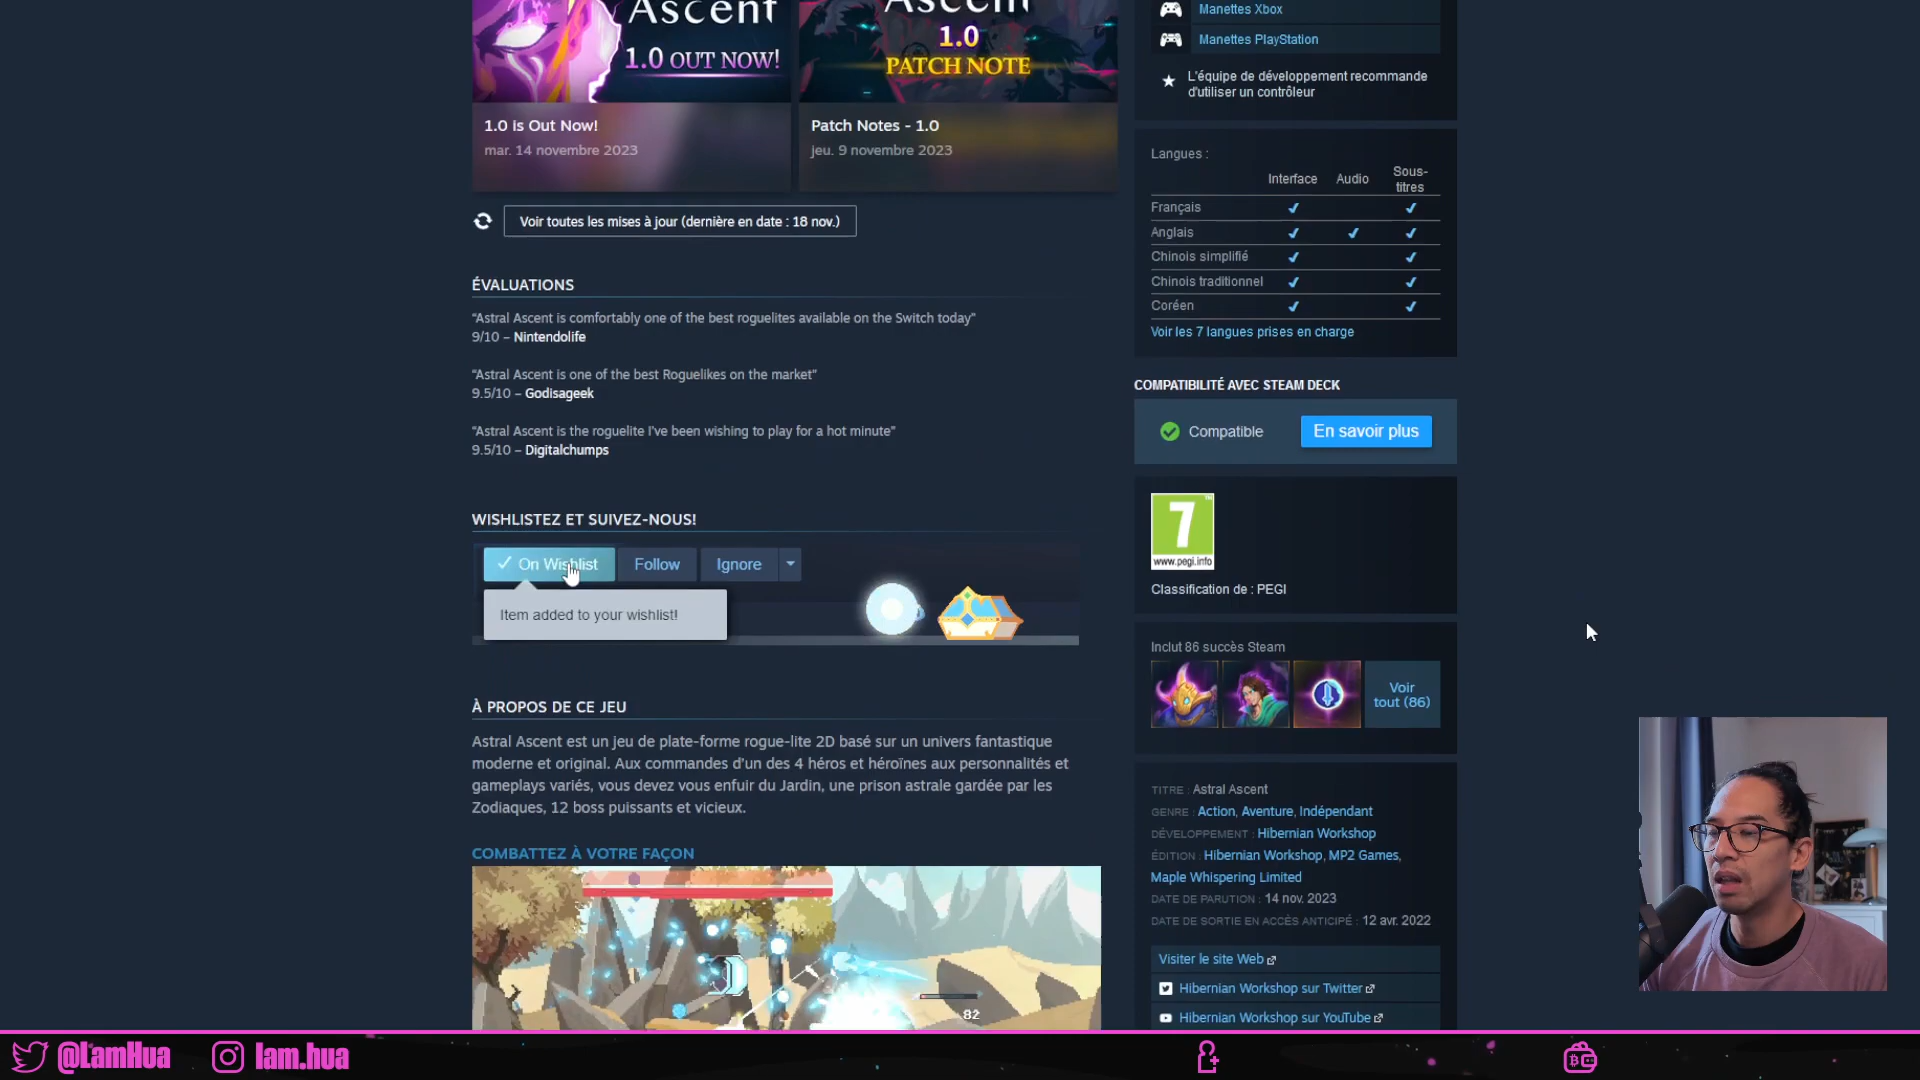 Ascent
1.0 OUT NOW!
Ascent
1.0
PATCH NOTE
1.0 is Out Now!
mar. 14 novembre 2023
Patch Notes - 1.0
jeu. 9 novembre 2023
Voir toutes les mises à jour (dernière en date : 18 nov.)
ÉVALUATIONS
“Astral Ascent is comfortably one of the best roguelites available on the Switch today”
9/10 – Nintendolife
“Astral Ascent is one of the best Roguelikes on the market”
9.5/10 – Godisageek
“Astral Ascent is the roguelite I've been wishing to play for a hot minute”
9.5/10 – Digitalchumps
WISHLISTEZ ET SUIVEZ-NOUS!
✓ On Wishlist
Follow
Ignore
Item added to your wishlist!
À PROPOS DE CE JEU
Astral Ascent est un jeu de plate-forme rogue-lite 2D basé sur un univers fantastique
moderne et original. Aux commandes d'un des 4 héros et héroïnes aux personnalités et
gameplays variés, vous devez vous enfuir du Jardin, une prison astrale gardée par les
Zodiaques, 12 boss puissants et vicieux.
COMBATTEZ À VOTRE FAÇON
82
Manettes Xbox
Manettes PlayStation
L'équipe de développement recommande
d'utiliser un contrôleur
Langues :
Interface Audio Sous-
titres
Français ✔ ✔
Anglais ✔ ✔ ✔
Chinois simplifié ✔ ✔
Chinois traditionnel ✔ ✔
Coréen ✔ ✔
Voir les 7 langues prises en charge
COMPATIBILITÉ AVEC STEAM DECK
Compatible
En savoir plus
7
www.pegi.info
Classification de : PEGI
Inclut 86 succès Steam
Voir
tout (86)
TITRE : Astral Ascent
GENRE : Action, Aventure, Indépendant
DÉVELOPPEMENT : Hibernian Workshop
ÉDITION : Hibernian Workshop, MP2 Games,
Maple Whispering Limited
DATE DE PARUTION : 14 nov. 2023
DATE DE SORTIE EN ACCÈS ANTICIPÉ : 12 avr. 2022
Visiter le site Web
Hibernian Workshop sur Twitter
Hibernian Workshop sur YouTube
@LamHua
lam.hua